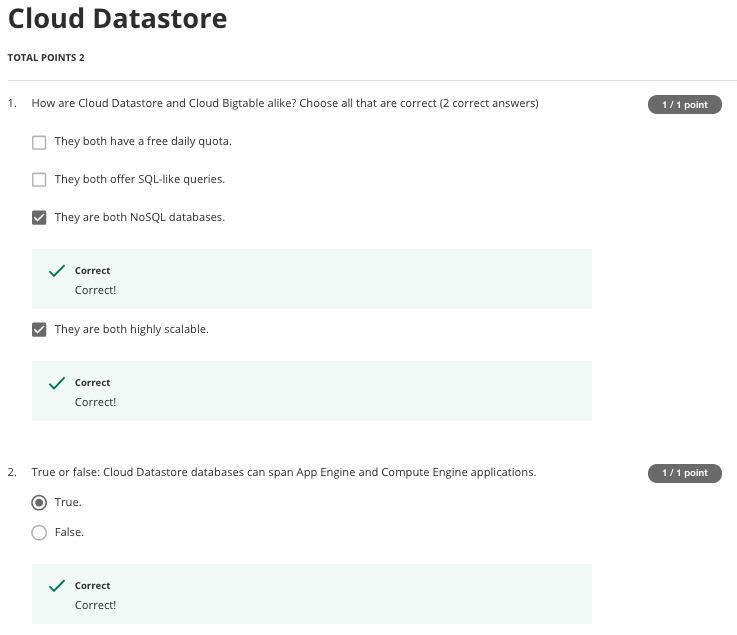 Cloud Datastore
TOTAL POINTS 2
1. How are Cloud Datastore and Cloud Bigtable alike? Choose all that are correct (2 correct answers)
1 / 1 point
They both have a free daily quota.
They both offer SQL-like queries.
They are both NoSQL databases.
Correct
Correct!
They are both highly scalable.
Correct
Correct!
2. True or false: Cloud Datastore databases can span App Engine and Compute Engine applications.
1 / 1 point
True.
False.
Correct
Correct!